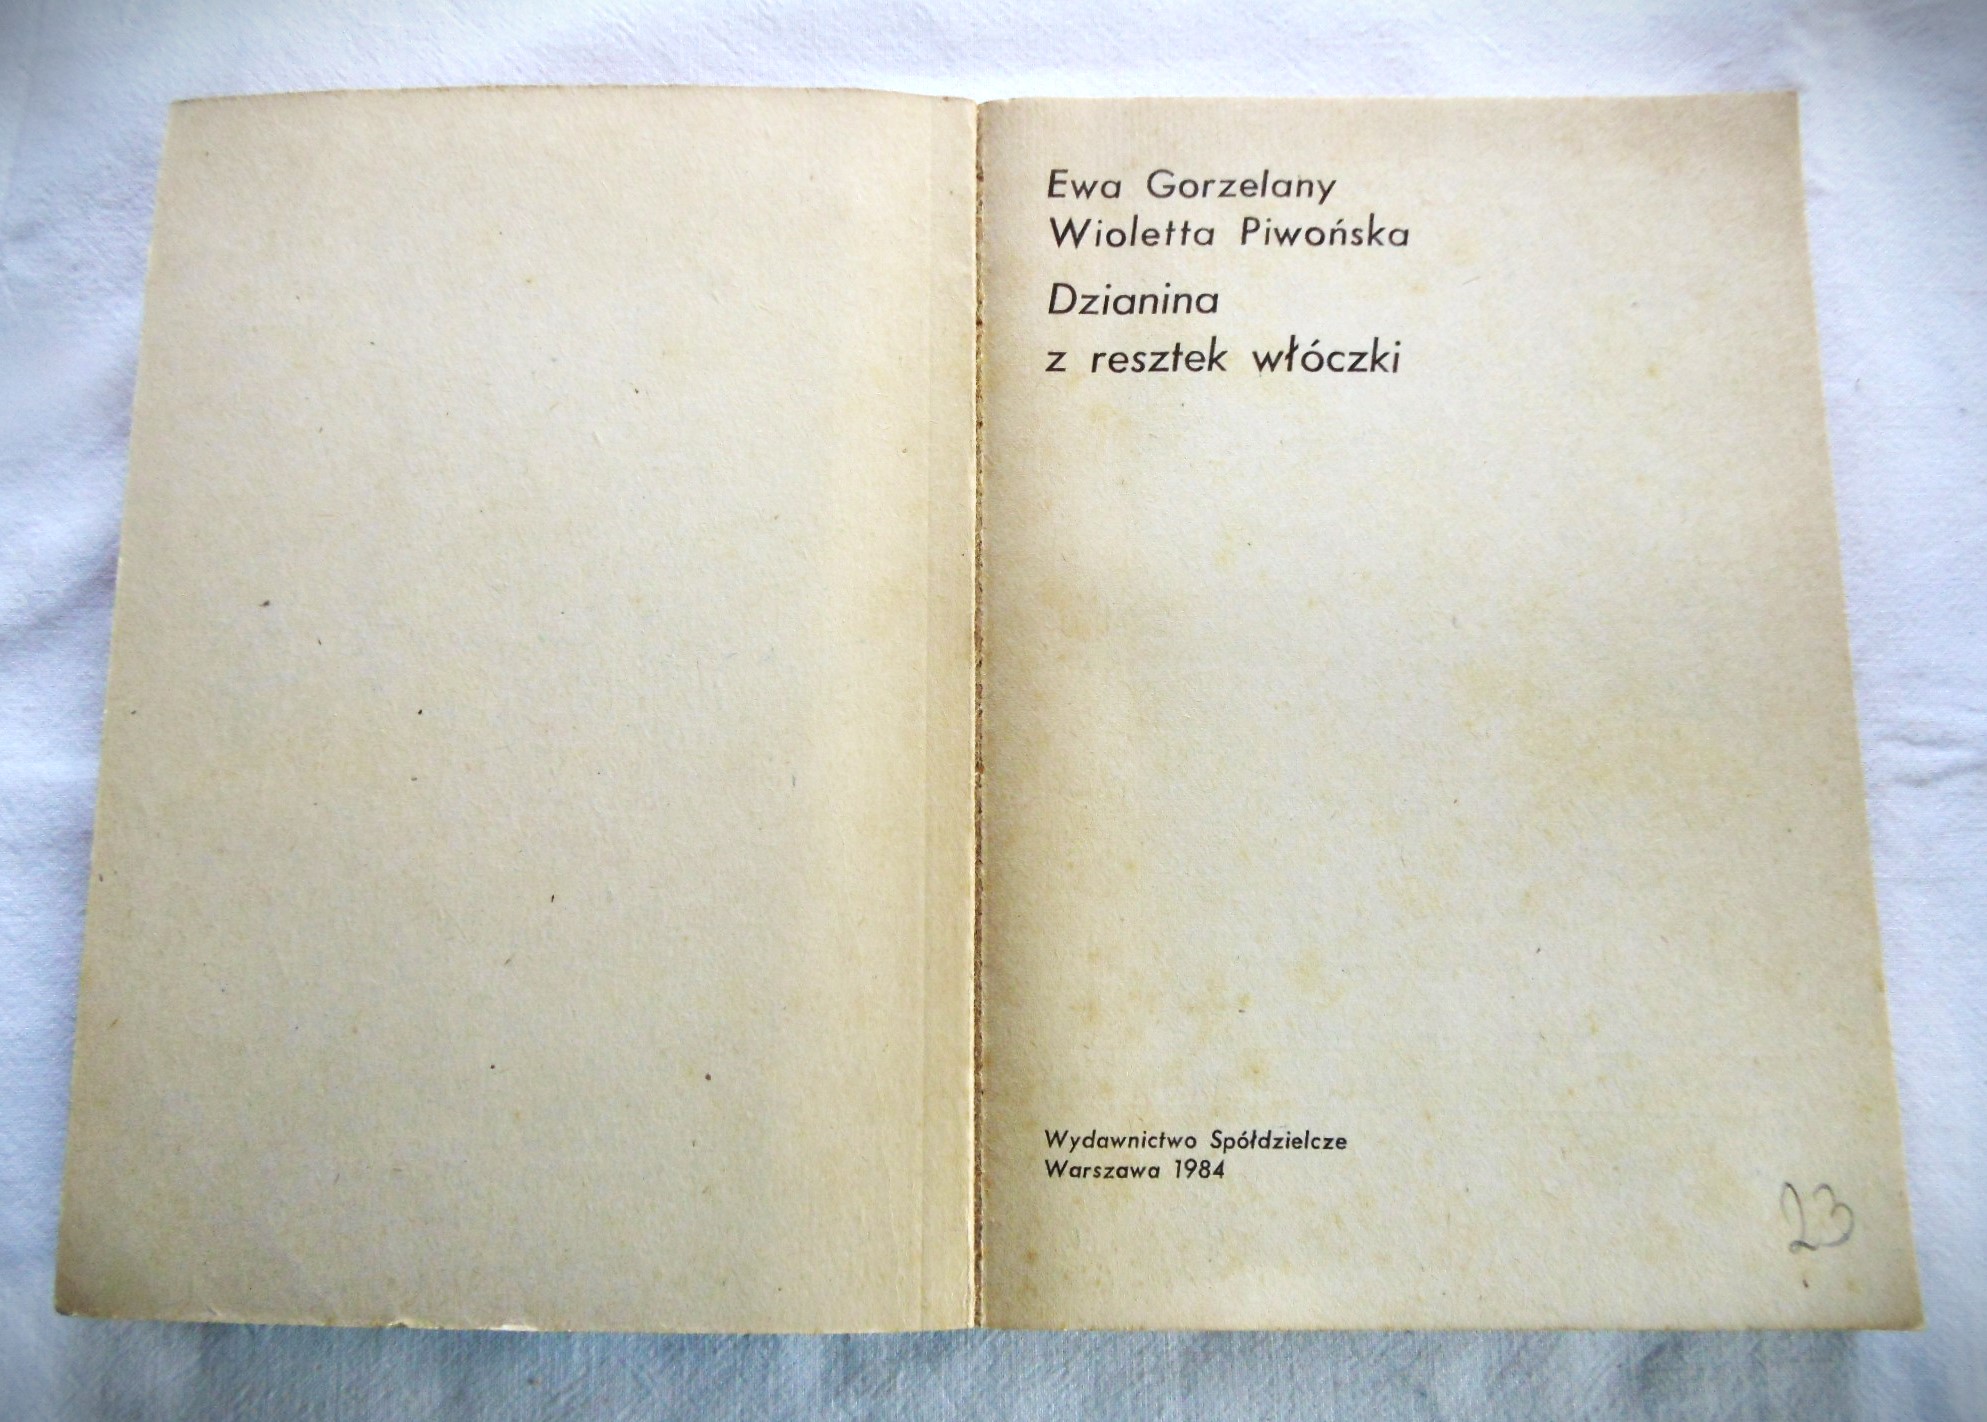 Ewa Gorzelany
Wioletta Piwońska
Dzianina
z resztek włóczki
Wydawnictwo Spółdzielcze
Warszawa 1984
23